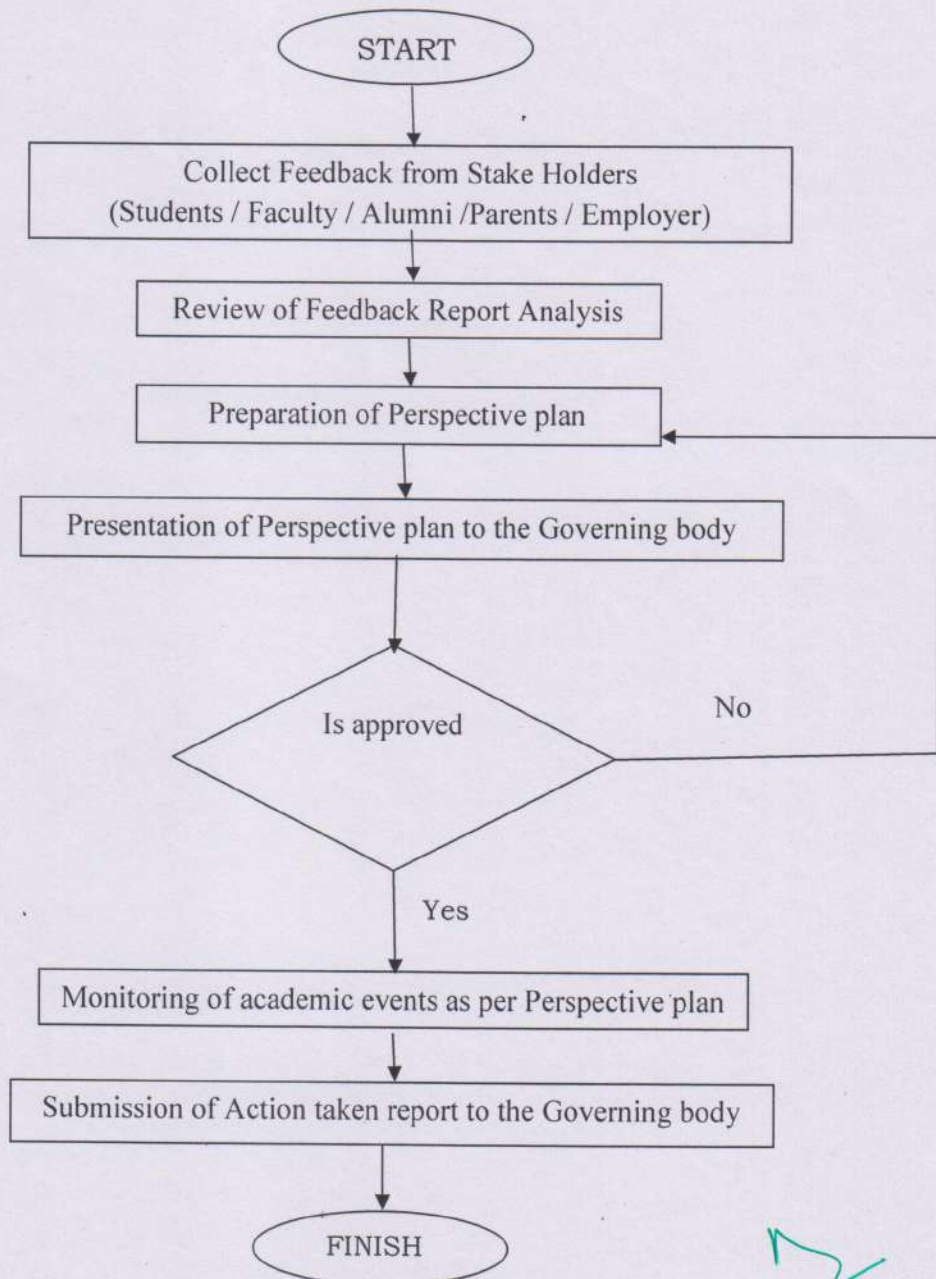 START
Collect Feedback from Stake Holders
(Students / Faculty / Alumni /Parents / Employer)
Review of Feedback Report Analysis
Preparation of Perspective plan
Presentation of Perspective plan to the Governing body
Is approved
No
Yes
Monitoring of academic events as per Perspective plan
Submission of Action taken report to the Governing body
FINISH